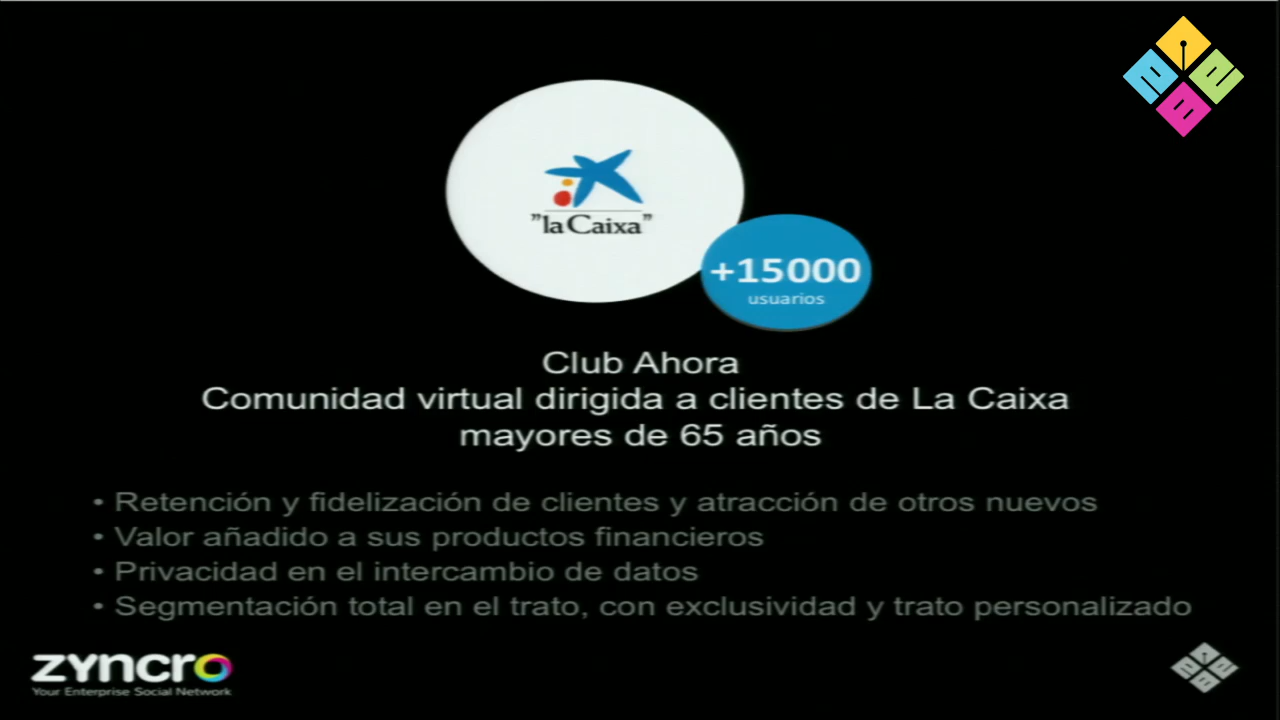 "la Caixa"
+15000
usuarios
Club Ahora
Comunidad virtual dirigida a clientes de La Caixa
mayores de 65 años
• Retención y fidelización de clientes y atracción de otros nuevos
• Valor añadido a sus productos financieros
• Privacidad en el intercambio de datos
• Segmentación total en el trato, con exclusividad y trato personalizado
zyncro
Your Enterprise Social Network